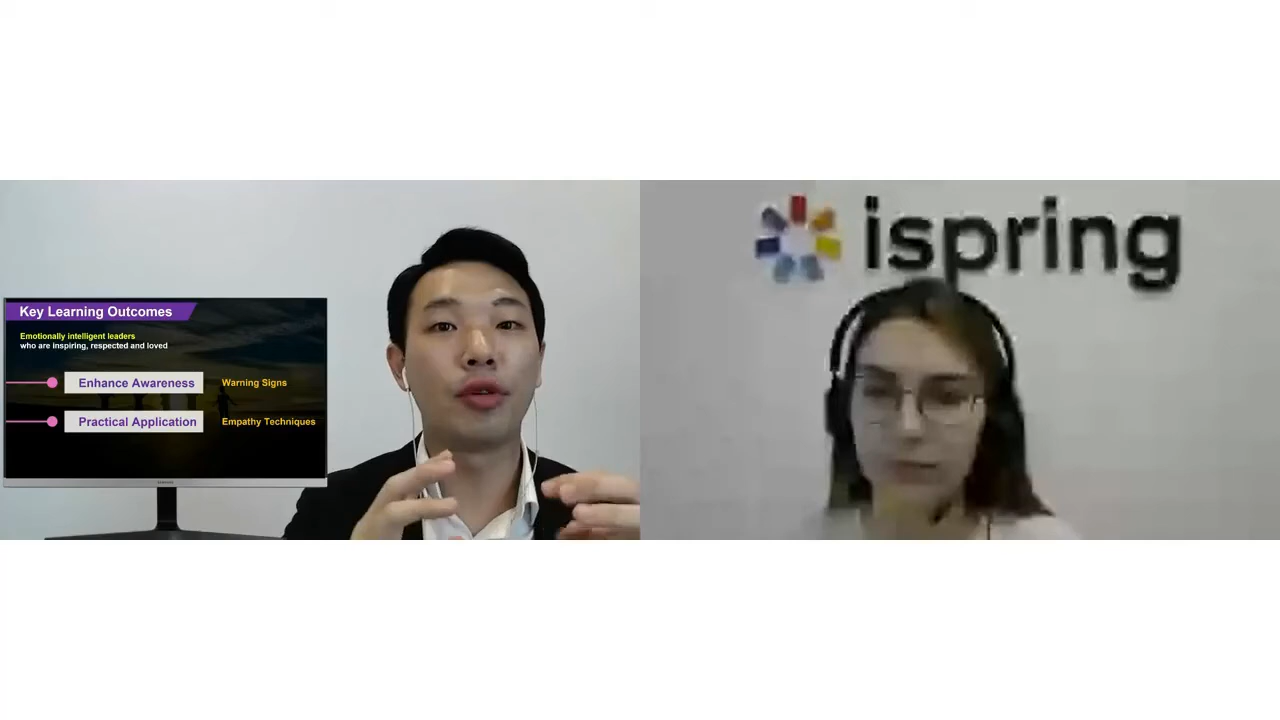 Key Learning Outcomes
Emotionally intelligent leaders
who are inspiring, respected and loved
Enhance Awareness Warning Signs
Practical Application Empathy Techniques
SAMSUNG
ispring